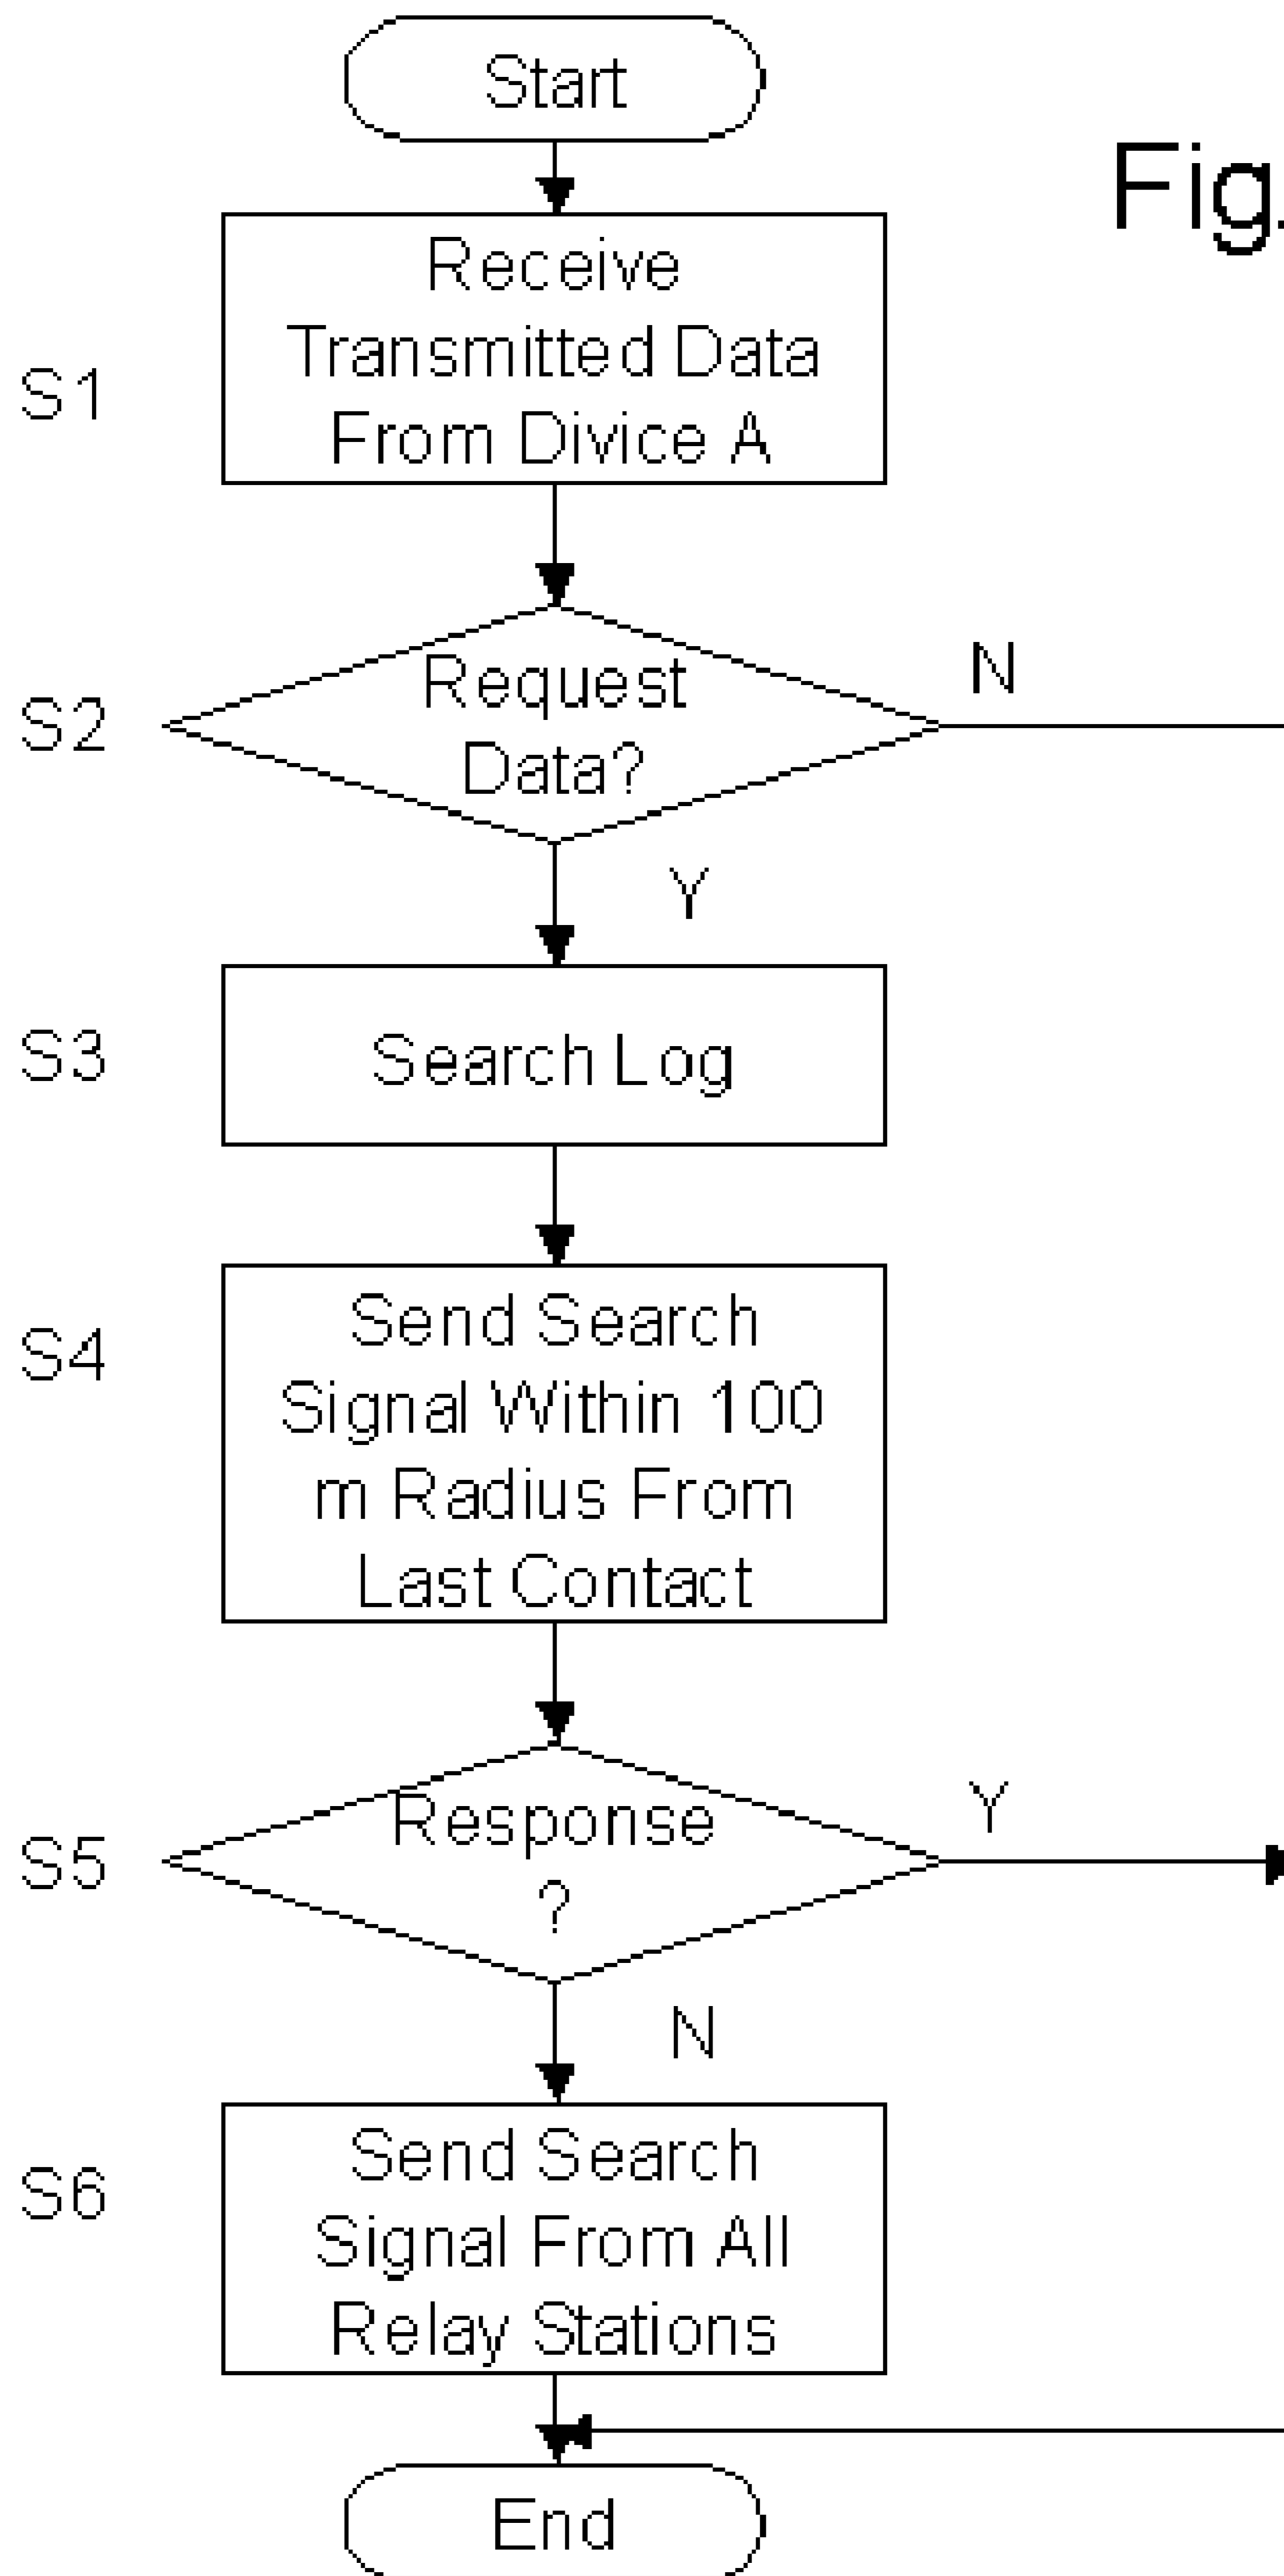 Start
Fig.
S1
Receive
Transmitted Data
From Divice A
S2
Request
Data?
N
Y
S3
Search Log
S4
Send Search
Signal Within 100
m Radius From
Last Contact
S5
Response
?
Y
N
S6
Send Search
Signal From All
Relay Stations
End